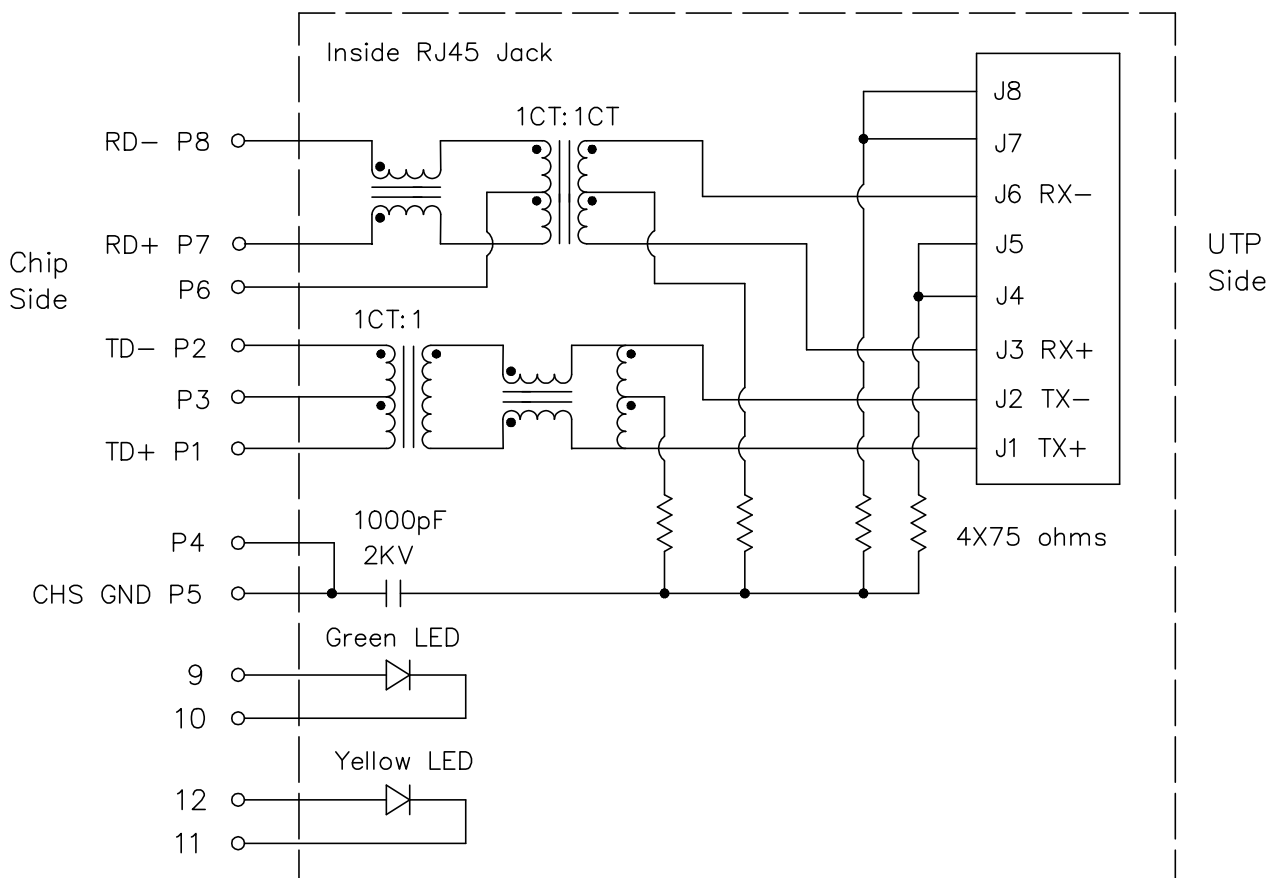 Inside RJ45 Jack
1CT:1CT
RD- P8
RD+ P7
P6
Chip
Side
1CT:1
TD- P2
P3
TD+ P1
1000pF
2KV
P4
CHS GND P5
Green LED
9
10
Yellow LED
12
11
J8
J7
J6 RX-
J5
J4
J3 RX+
J2 TX-
J1 TX+
4X75 ohms
UTP
Side